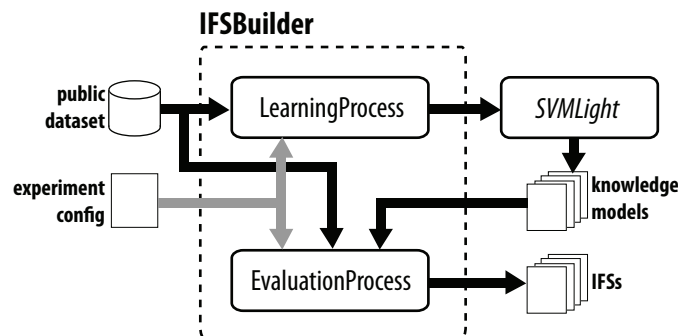 IFSBuilder
public
dataset
LearningProcess
SVMLight
experiment
config
knowledge
models
EvaluationProcess
IFSs